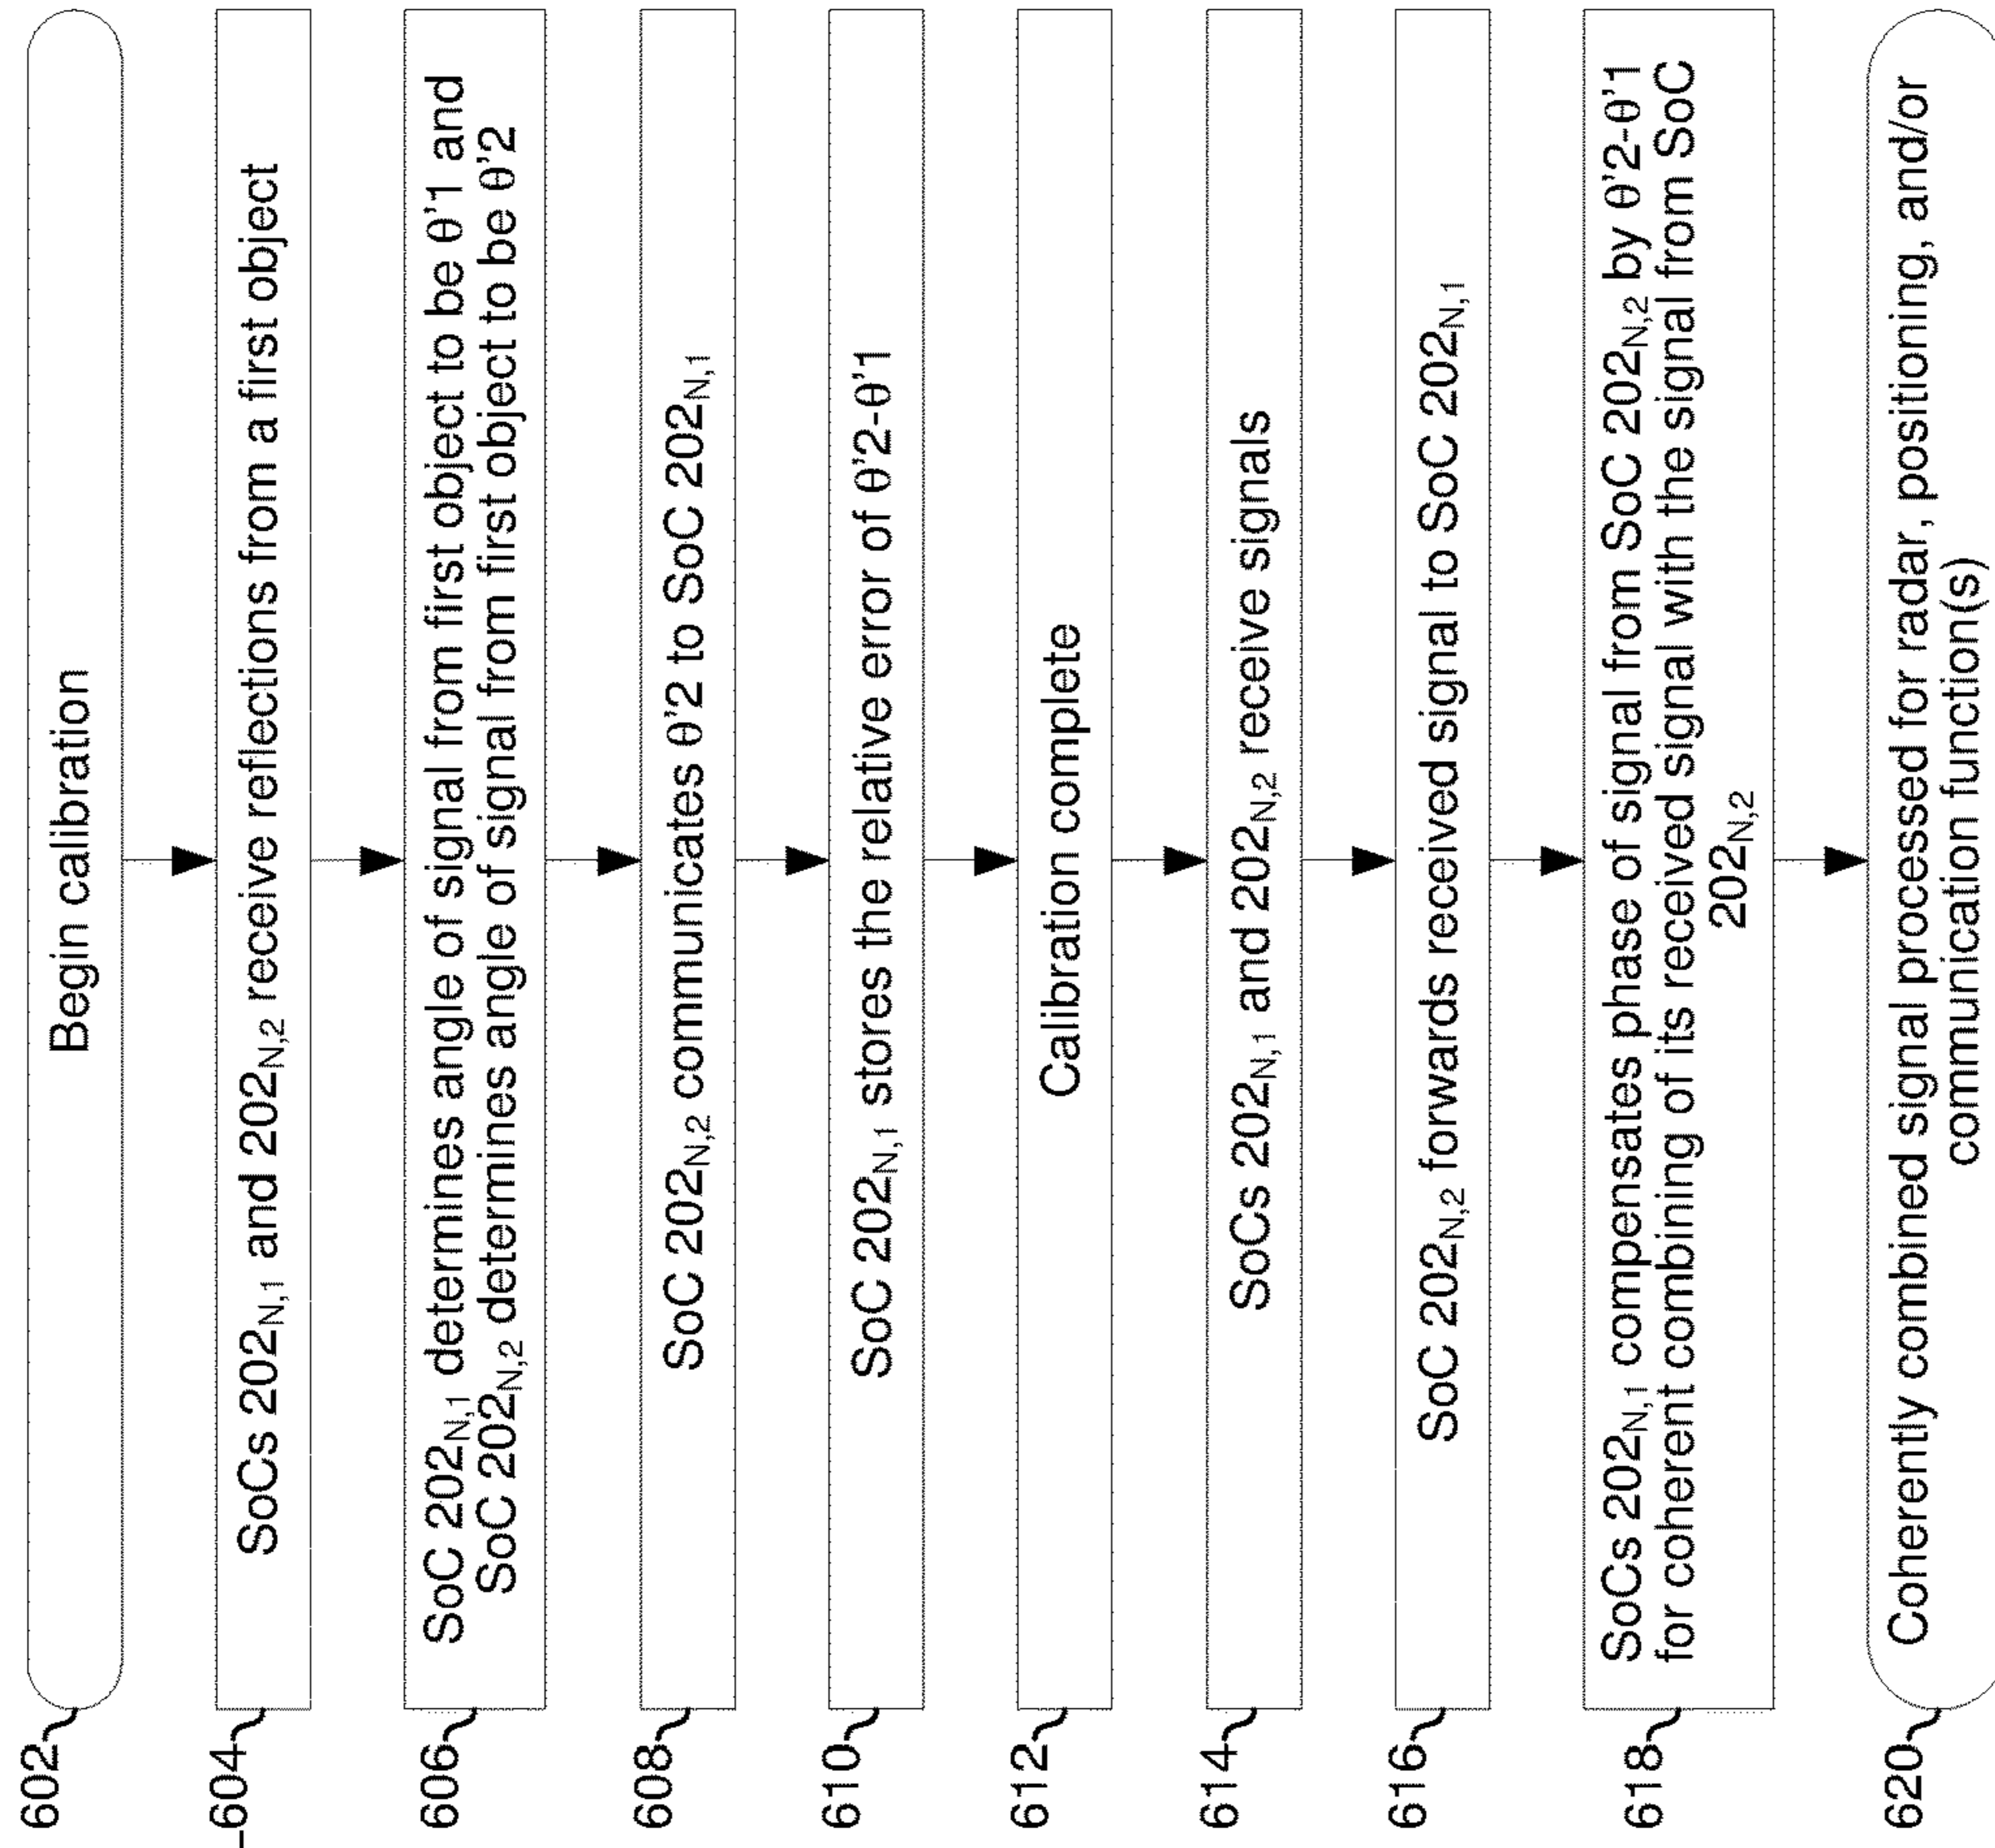 602
Begin calibration
604
SoCs 202N,1 and 202N,2 receive reflections from a first object
606
SoC 202N,1 determines angle of signal from first object to be θ'1 and
SoC 202N,2 determines angle of signal from first object to be θ'2
608
SoC 202N,2 communicates θ'2 to SoC 202N,1
610
SoC 202N,1 stores the relative error of θ'2-θ'1
612
Calibration complete
614
SoCs 202N,1 and 202N,2 receive signals
616
SoC 202N,2 forwards received signal to SoC 202N,1
618
SoCs 202N,1 compensates phase of signal from SoC 202N,2 by θ'2-θ'1
for coherent combining of its received signal with the signal from SoC
202N,2
620
Coherently combined signal processed for radar, positioning, and/or
communication function(s)